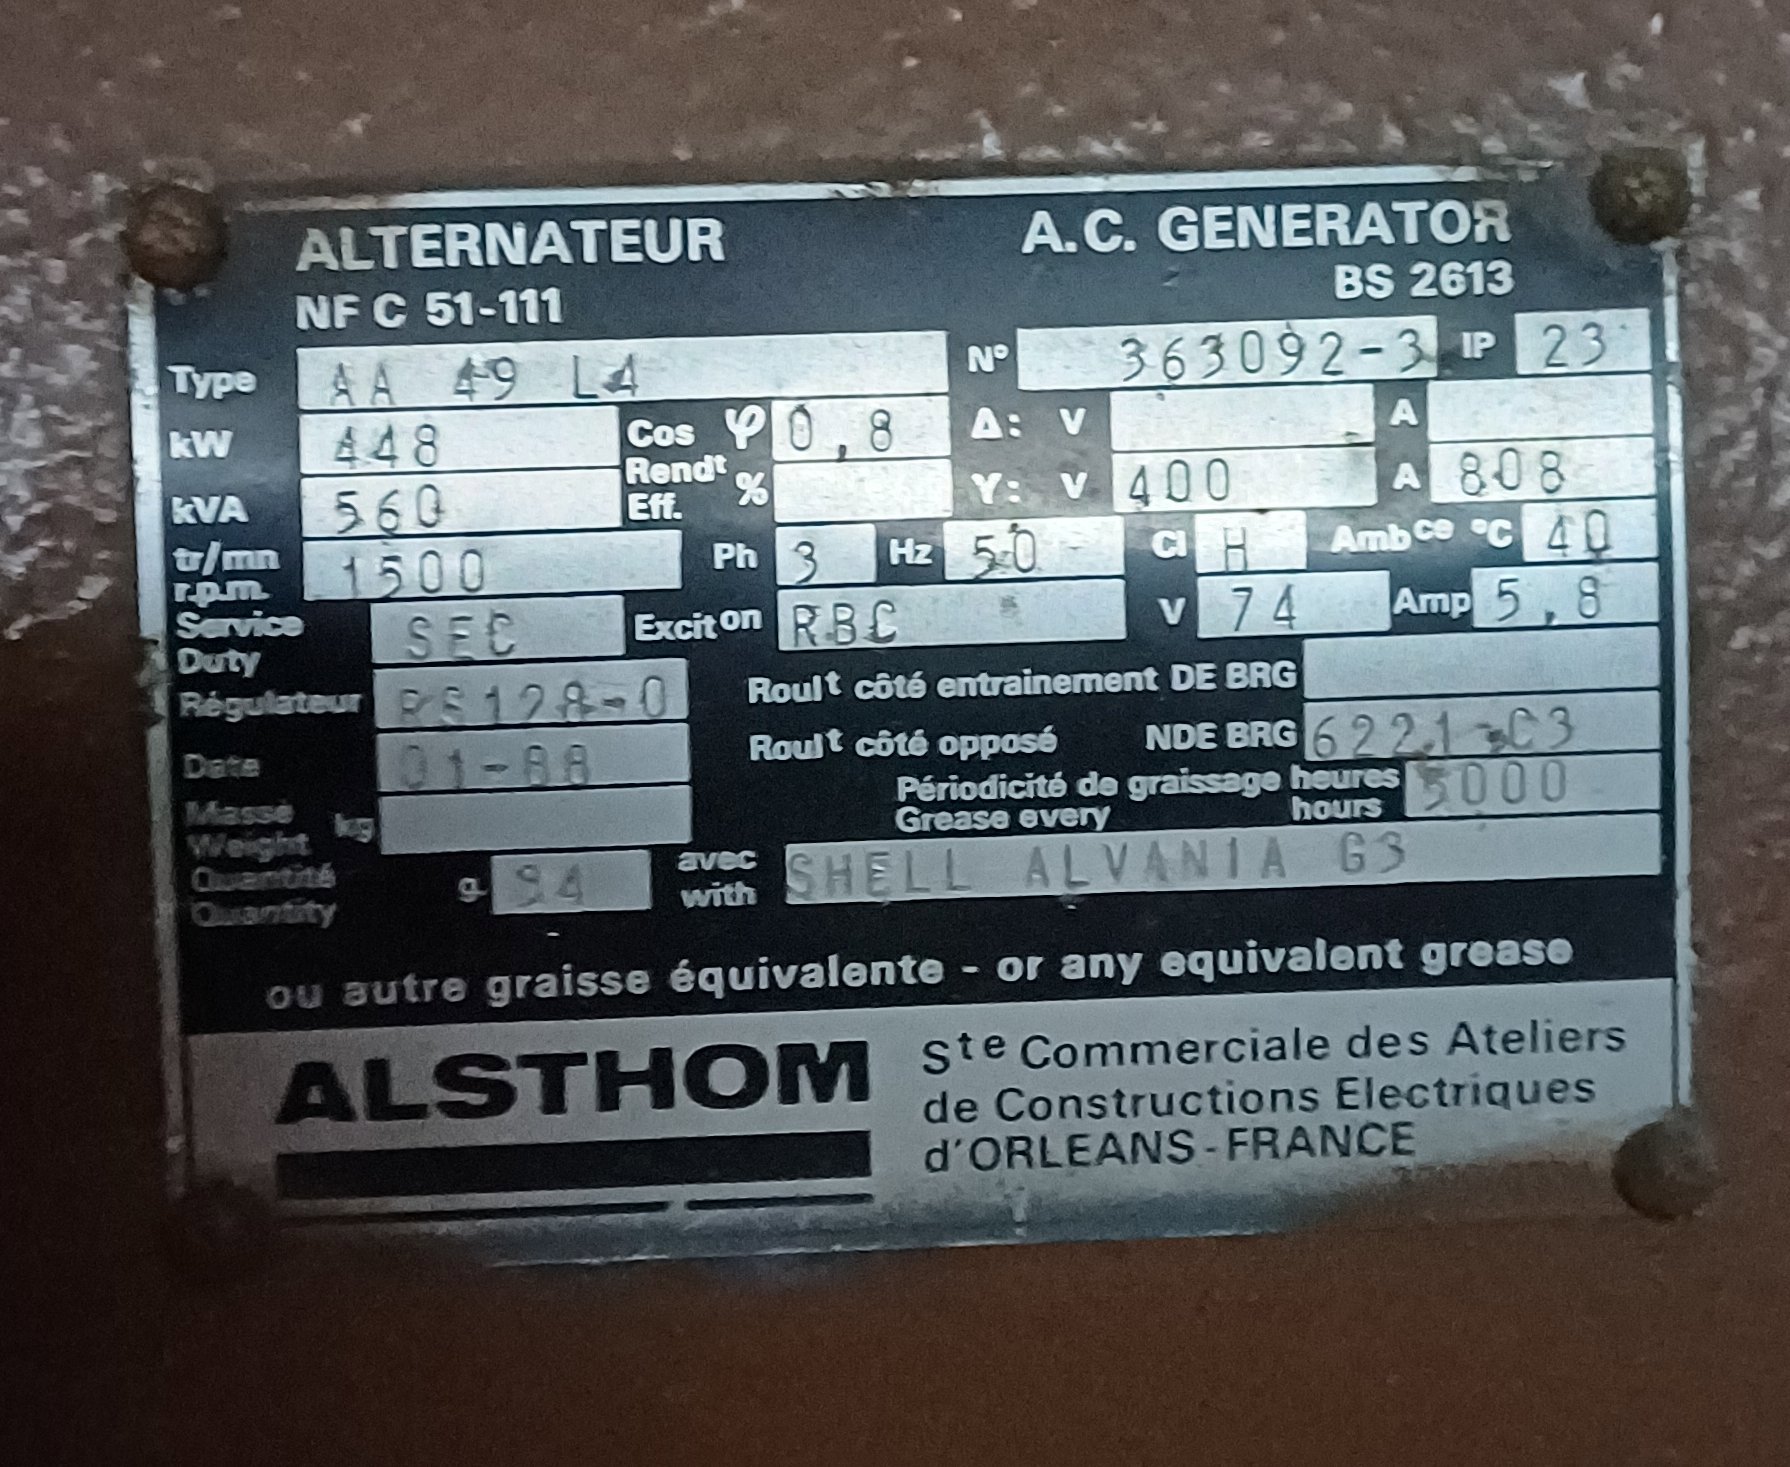 ALTERNATEUR A.C. GENERATOR
NF C 51-111 BS 2613
Type AA 49 L4 N° 363092-3 IP 23
kW 448 Cos φ 0,8 Δ: V A
kVA 560 Rendt Eff. % Y: V 400 A 808
tr/mn r.p.m. 1500 Ph 3 Hz 50 Cl H Ambce °C 40
Service Duty SEC Exciton RBC V 74 Amp 5,8
Régulateur Roult côté entrainement DE BRG
Date 01-88 Roult côté opposé NDE BRG 6221-C3
Masse Weight kg Périodicité de graissage heures
Grease every hours 5000
Quantité Quantity g. avec with SHELL ALVANIA G3
ou autre graisse équivalente - or any equivalent grease
ALSTHOM
Ste Commerciale des Ateliers
de Constructions Electriques
d'ORLEANS-FRANCE